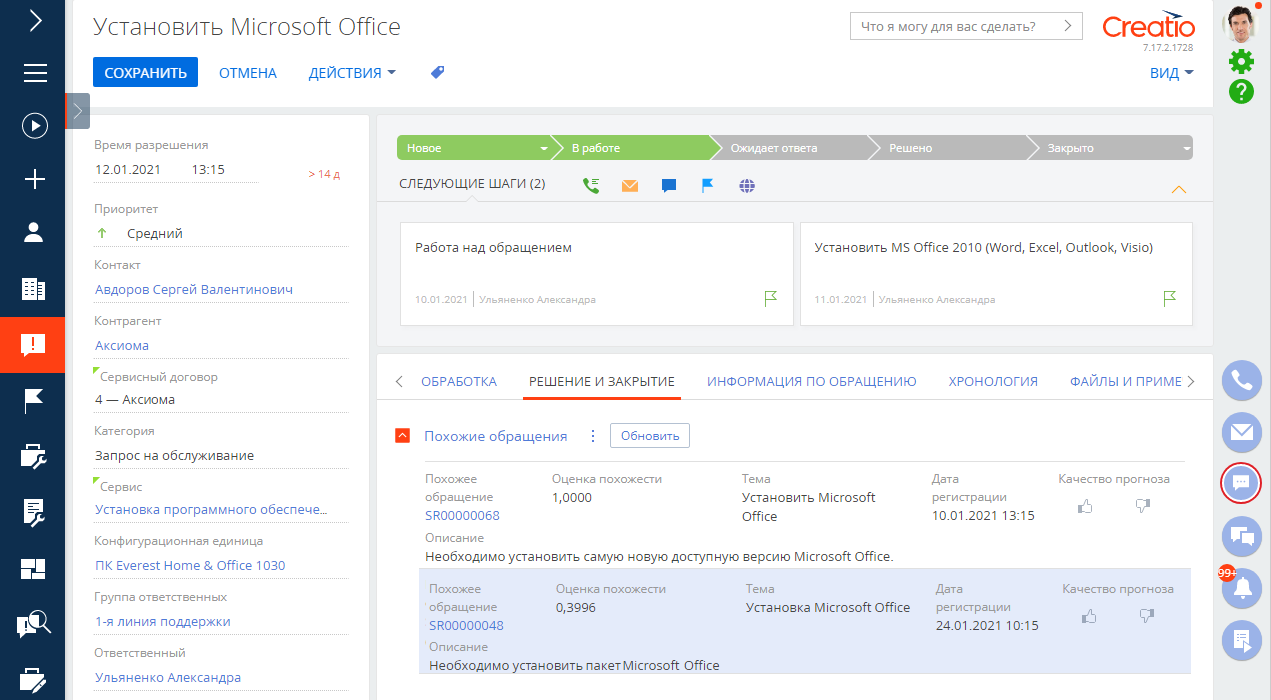 Установить Microsoft Office
Что я могу для вас сделать?
Creatio
7.17.2.1728
СОХРАНИТЬ
ОТМЕНА
ДЕЙСТВИЯ
ВИД
Время разрешения
12.01.2021 13:15
> 14 д
Приоритет
Средний
Контакт
Авдоров Сергей Валентинович
Контрагент
Аксиома
Сервисный договор
4 — Аксиома
Категория
Запрос на обслуживание
Сервис
Установка программного обеспече...
Конфигурационная единица
ПК Everest Home & Office 1030
Группа ответственных
1-я линия поддержки
Ответственный
Ульяненко Александра
Новое
В работе
Ожидает ответа
Решено
Закрыто
СЛЕДУЮЩИЕ ШАГИ (2)
Работа над обращением
10.01.2021 Ульяненко Александра
Установить MS Office 2010 (Word, Excel, Outlook, Visio)
11.01.2021 Ульяненко Александра
ОБРАБОТКА
РЕШЕНИЕ И ЗАКРЫТИЕ
ИНФОРМАЦИЯ ПО ОБРАЩЕНИЮ
ХРОНОЛОГИЯ
ФАЙЛЫ И ПРИМЕ
Похожие обращения
Обновить
Похожее
обращение
SR00000068
Оценка похожести
1,0000
Тема
Установить Microsoft
Office
Дата
регистрации
10.01.2021 13:15
Качество прогноза
Описание
Необходимо установить самую новую доступную версию Microsoft Office.
Похожее
обращение
SR00000048
Оценка похожести
0,3996
Тема
Установка Microsoft Office
Дата
регистрации
24.01.2021 10:15
Качество прогноза
Описание
Необходимо установить пакет Microsoft Office
99+